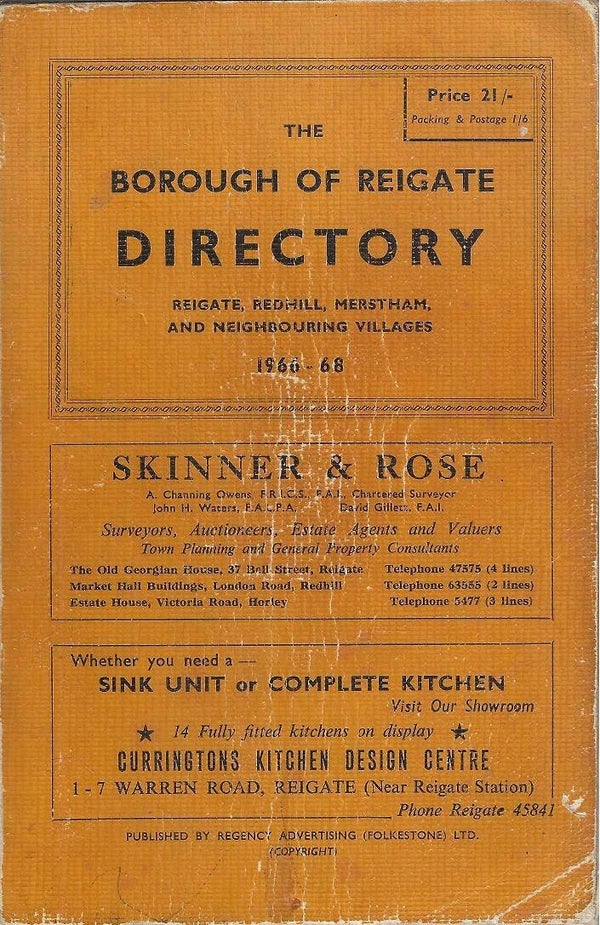 Price 21/-
Packing & Postage 1/6
THE
BOROUGH OF REIGATE
DIRECTORY
REIGATE, REDHILL, MERSTHAM,
AND NEIGHBOURING VILLAGES
1966-68
SKINNER & ROSE
A. Channing Owens, F.R.I.C.S., F.A.I., Chartered Surveyor
John H. Waters, F.A.L.P.A. David Gillett, F.A.I.
Surveyors, Auctioneers, Estate Agents and Valuers
Town Planning and General Property Consultants
The Old Georgian House, 37 Bell Street, Reigate Telephone 47575 (4 lines)
Market Hall Buildings, London Road, Redhill Telephone 63555 (2 lines)
Estate House, Victoria Road, Horley Telephone 5477 (3 lines)
Whether you need a —
SINK UNIT or COMPLETE KITCHEN
Visit Our Showroom
★ 14 Fully fitted kitchens on display ★
CURRINGTONS KITCHEN DESIGN CENTRE
1 - 7 WARREN ROAD, REIGATE (Near Reigate Station)
Phone Reigate 45841
PUBLISHED BY REGENCY ADVERTISING (FOLKESTONE) LTD.
(COPYRIGHT)